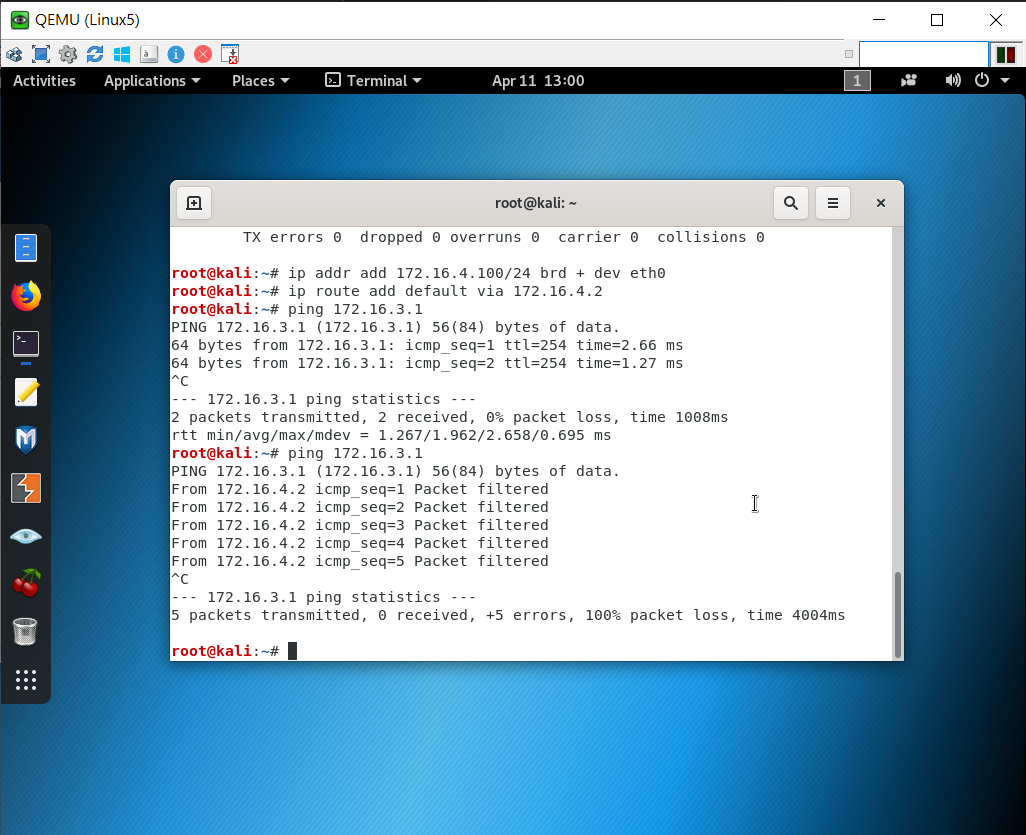 QEMU (Linux5)
Activities Applications Places Terminal Apr 11 13:00 1
root@kali: ~
TX errors 0  dropped 0 overruns 0  carrier 0  collisions 0
root@kali:~# ip addr add 172.16.4.100/24 brd + dev eth0
root@kali:~# ip route add default via 172.16.4.2
root@kali:~# ping 172.16.3.1
PING 172.16.3.1 (172.16.3.1) 56(84) bytes of data.
64 bytes from 172.16.3.1: icmp_seq=1 ttl=254 time=2.66 ms
64 bytes from 172.16.3.1: icmp_seq=2 ttl=254 time=1.27 ms
^C
--- 172.16.3.1 ping statistics ---
2 packets transmitted, 2 received, 0% packet loss, time 1008ms
rtt min/avg/max/mdev = 1.267/1.962/2.658/0.695 ms
root@kali:~# ping 172.16.3.1
PING 172.16.3.1 (172.16.3.1) 56(84) bytes of data.
From 172.16.4.2 icmp_seq=1 Packet filtered
From 172.16.4.2 icmp_seq=2 Packet filtered
From 172.16.4.2 icmp_seq=3 Packet filtered
From 172.16.4.2 icmp_seq=4 Packet filtered
From 172.16.4.2 icmp_seq=5 Packet filtered
^C
--- 172.16.3.1 ping statistics ---
5 packets transmitted, 0 received, +5 errors, 100% packet loss, time 4004ms
root@kali:~#